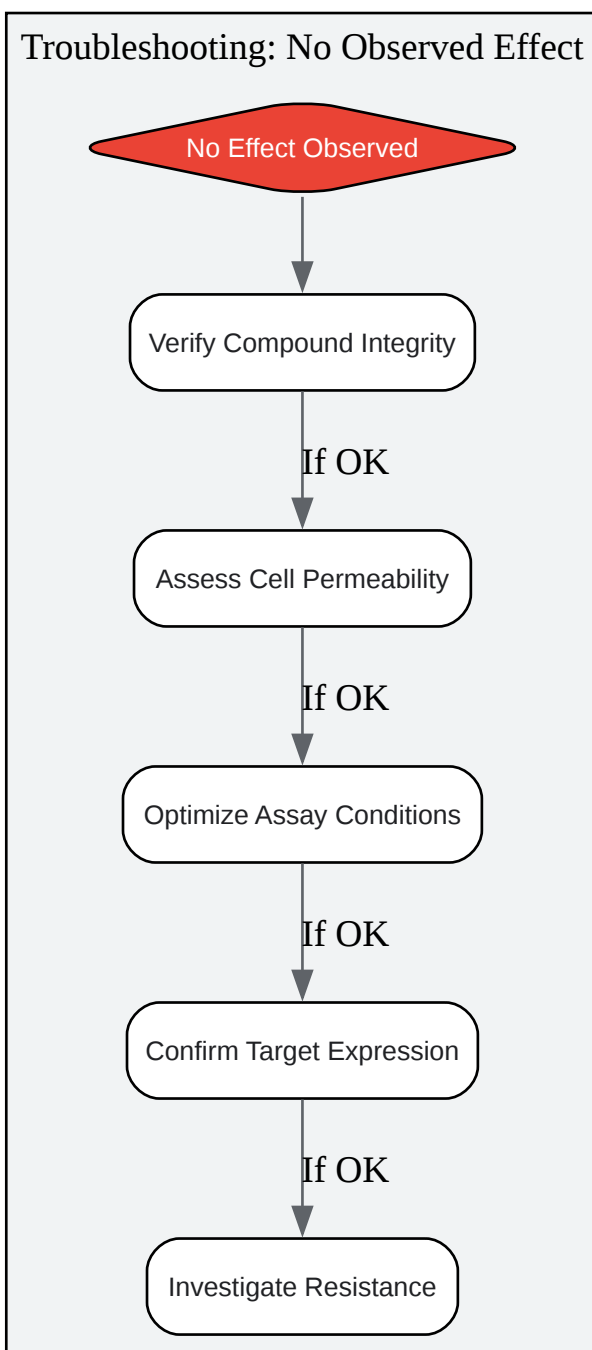 Troubleshooting: No Observed Effect
No Effect Observed
Verify Compound Integrity
If OK
Assess Cell Permeability
If OK
Optimize Assay Conditions
If OK
Confirm Target Expression
If OK
Investigate Resistance